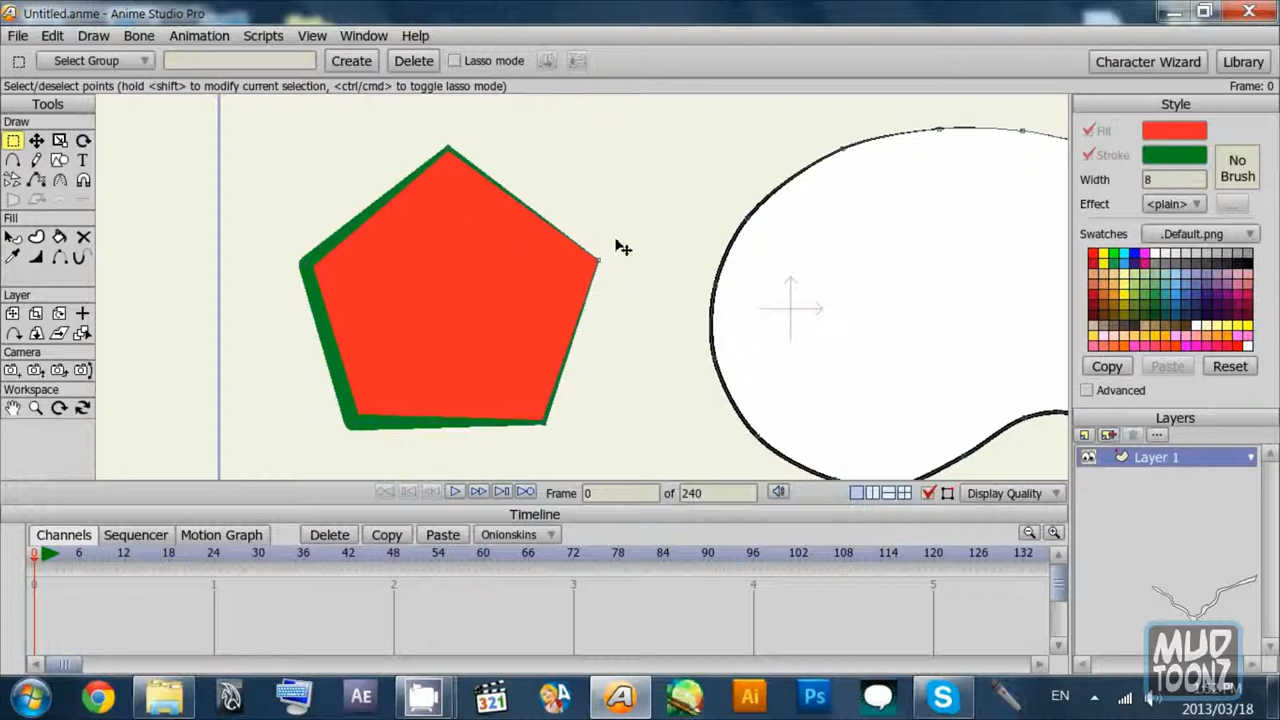 Untitled.anme - Anime Studio Pro
File Edit Draw Bone Animation Scripts View Window Help
Select Group Create Delete Lasso mode Character Wizard Library
Select/deselect points (hold <shift> to modify current selection, <ctrl/cmd> to toggle lasso mode) Frame: 0
Tools
Draw
T
Fill
Layer
Camera
Workspace
Style
Fill
Stroke
No Brush
Width 8
Effect <plain> ...
Swatches .Default.png
Copy Paste Reset
Advanced
Layers
Layer 1
Frame 0 of 240 Display Quality
Timeline
Channels Sequencer Motion Graph Delete Copy Paste Onionskins
0 6 12 18 24 30 36 42 48 54 60 66 72 78 84 90 96 102 108 114 120 126 132
0 1 2 3 4 5
MUD
TOONZ
AE 321 Ai Ps S EN
2013/03/18